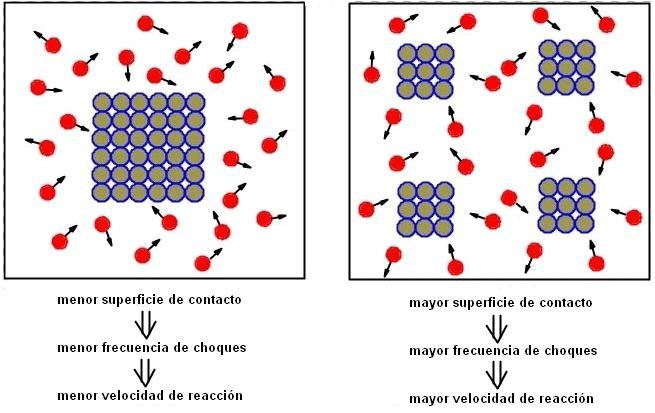 menor superficie de contacto
menor frecuencia de choques
menor velocidad de reacción
mayor superficie de contacto
mayor frecuencia de choques
mayor velocidad de reacción